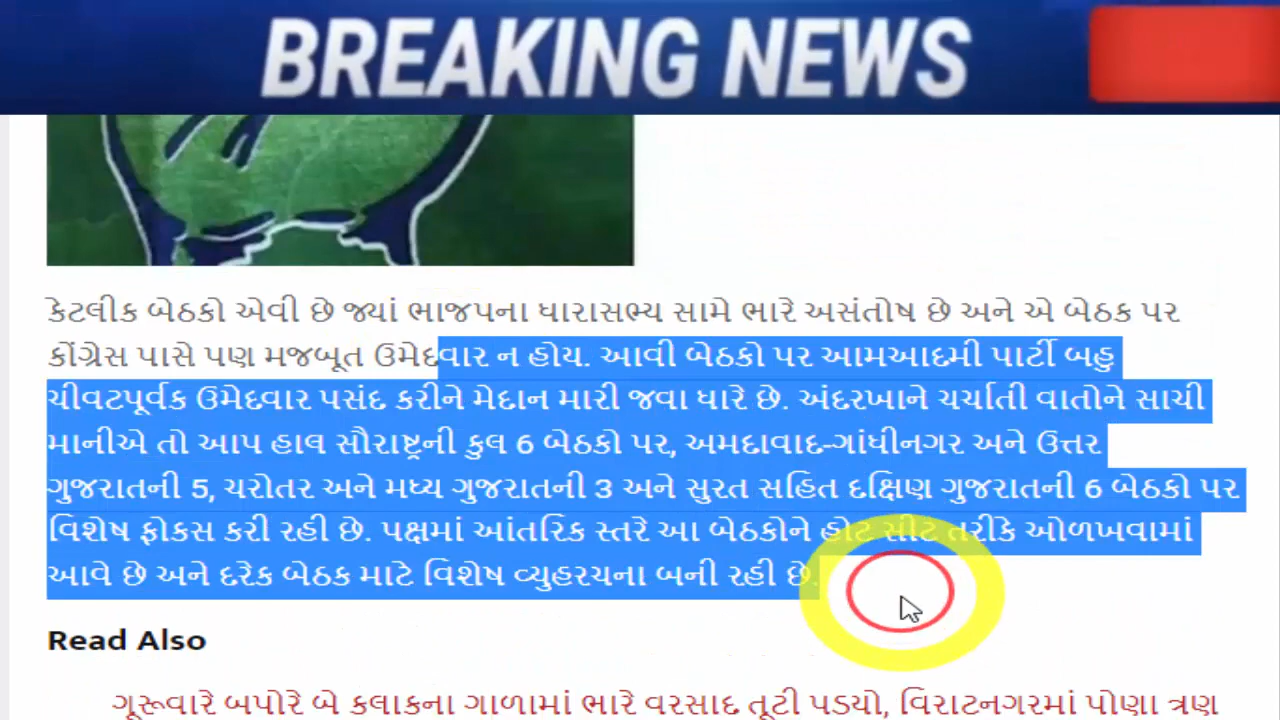 BREAKING NEWS
કેટલીક બેઠકો એવી છે જ્યાં ભાજપના ધારાસભ્ય સામે ભારે અસંતોષ છે અને એ બેઠક પર
કોંગ્રેસ પાસે પણ મજબૂત ઉમેદવાર ન હોય. આવી બેઠકો પર આમઆદમી પાર્ટી બહુ
ચીવટપૂર્વક ઉમેદવાર પસંદ કરીને મેદાન મારી જવા ધારે છે. અંદરખાને ચર્ચાતી વાતોને સાચી
માનીએ તો આપ હાલ સૌરાષ્ટ્રની કુલ 6 બેઠકો પર, અમદાવાદ-ગાંધીનગર અને ઉત્તર
ગુજરાતની 5, ચરોતર અને મધ્ય ગુજરાતની 3 અને સુરત સહિત દક્ષિણ ગુજરાતની 6 બેઠકો પર
વિશેષ ફોકસ કરી રહી છે. પક્ષમાં આંતરિક સ્તરે આ બેઠકોને હોટ સીટ તરીકે ઓળખવામાં
આવે છે અને દરેક બેઠક માટે વિશેષ વ્યુહરચના બની રહી છે.
Read Also
ગૂરૂવારે બપોરે બે કલાકના ગાળામાં ભારે વરસાદ તૂટી પડયો, વિરાટનગરમાં પોણા ત્રણ